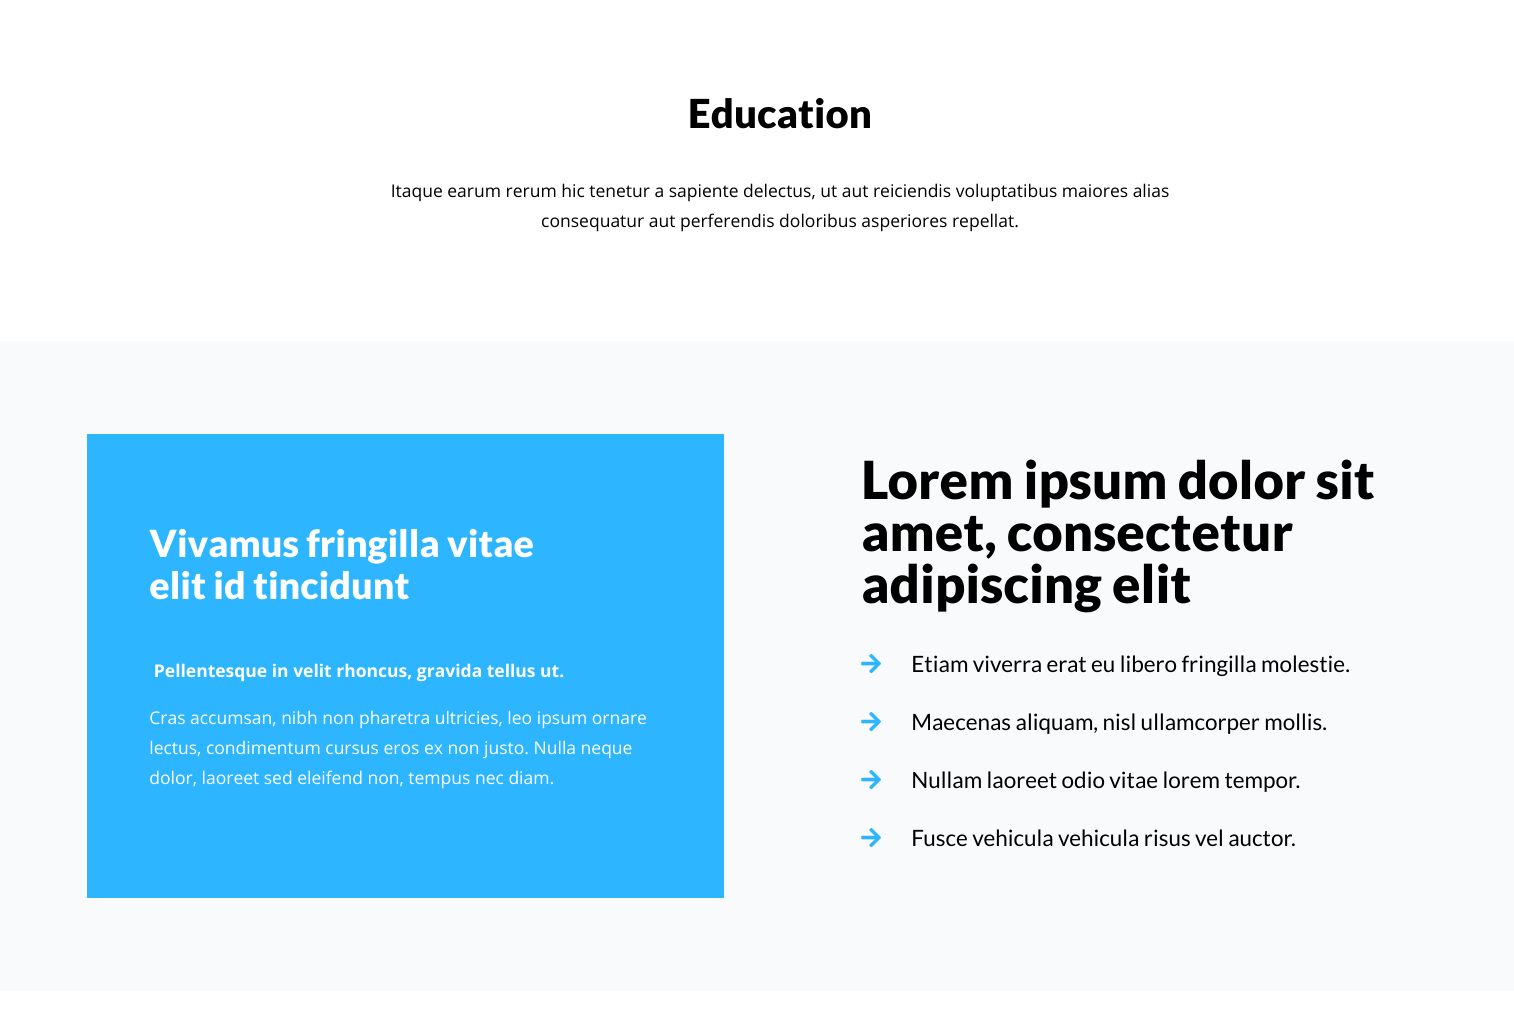 Education
Itaque earum rerum hic tenetur a sapiente delectus, ut aut reiciendis voluptatibus maiores alias
consequatur aut perferendis doloribus asperiores repellat.
Vivamus fringilla vitae
elit id tincidunt
Pellentesque in velit rhoncus, gravida tellus ut.
Cras accumsan, nibh non pharetra ultricies, leo ipsum ornare
lectus, condimentum cursus eros ex non justo. Nulla neque
dolor, laoreet sed eleifend non, tempus nec diam.
Lorem ipsum dolor sit
amet, consectetur
adipiscing elit
Etiam viverra erat eu libero fringilla molestie.
Maecenas aliquam, nisl ullamcorper mollis.
Nullam laoreet odio vitae lorem tempor.
Fusce vehicula vehicula risus vel auctor.